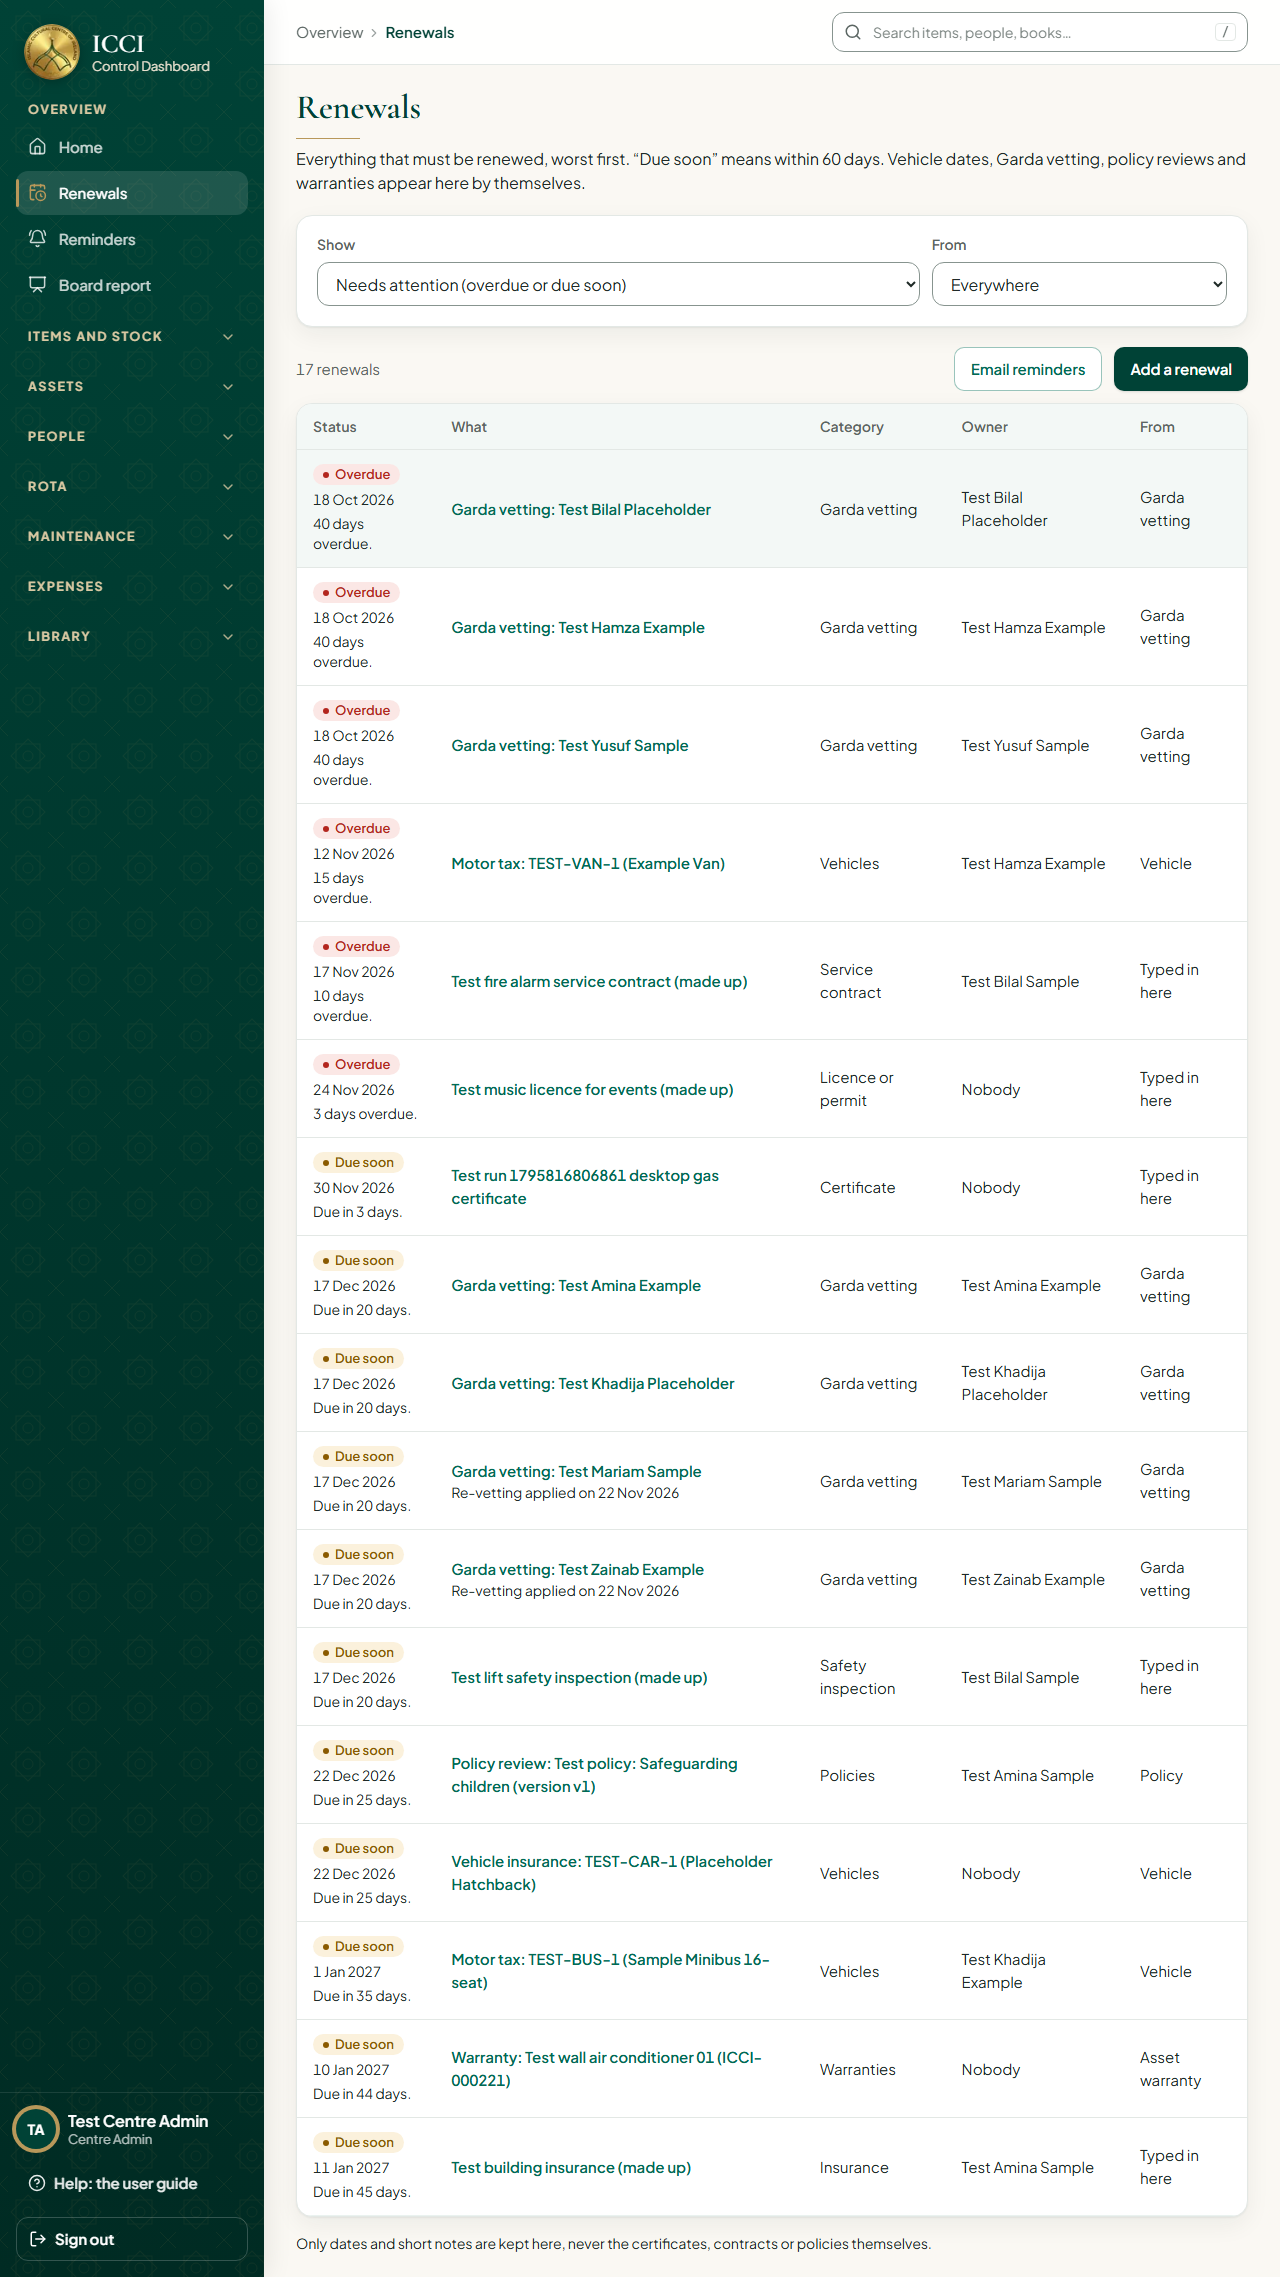 ICCI
Control Dashboard
OVERVIEW
Home
Renewals
Reminders
Board report
ITEMS AND STOCK
ASSETS
PEOPLE
ROTA
MAINTENANCE
EXPENSES
LIBRARY
TA
Test Centre Admin
Centre Admin
Help: the user guide
Sign out
Overview > Renewals
Search items, people, books... /
Renewals
Everything that must be renewed, worst first. “Due soon” means within 60 days. Vehicle dates, Garda vetting, policy reviews and
warranties appear here by themselves.
Show
Needs attention (overdue or due soon)
From
Everywhere
17 renewals
Email reminders
Add a renewal
Status What Category Owner From
Overdue
18 Oct 2026
40 days
overdue.
Garda vetting: Test Bilal Placeholder
Garda vetting
Test Bilal
Placeholder
Garda
vetting
Overdue
18 Oct 2026
40 days
overdue.
Garda vetting: Test Hamza Example
Garda vetting
Test Hamza Example
Garda
vetting
Overdue
18 Oct 2026
40 days
overdue.
Garda vetting: Test Yusuf Sample
Garda vetting
Test Yusuf Sample
Garda
vetting
Overdue
12 Nov 2026
15 days
overdue.
Motor tax: TEST-VAN-1 (Example Van)
Vehicles
Test Hamza Example
Vehicle
Overdue
17 Nov 2026
10 days
overdue.
Test fire alarm service contract (made up)
Service
contract
Test Bilal Sample
Typed in
here
Overdue
24 Nov 2026
3 days overdue.
Test music licence for events (made up)
Licence or
permit
Nobody
Typed in
here
Due soon
30 Nov 2026
Due in 3 days.
Test run 1795816806861 desktop gas
certificate
Certificate
Nobody
Typed in
here
Due soon
17 Dec 2026
Due in 20 days.
Garda vetting: Test Amina Example
Garda vetting
Test Amina Example
Garda
vetting
Due soon
17 Dec 2026
Due in 20 days.
Garda vetting: Test Khadija Placeholder
Garda vetting
Test Khadija
Placeholder
Garda
vetting
Due soon
17 Dec 2026
Due in 20 days.
Garda vetting: Test Mariam Sample
Re-vetting applied on 22 Nov 2026
Garda vetting
Test Mariam Sample
Garda
vetting
Due soon
17 Dec 2026
Due in 20 days.
Garda vetting: Test Zainab Example
Re-vetting applied on 22 Nov 2026
Garda vetting
Test Zainab Example
Garda
vetting
Due soon
17 Dec 2026
Due in 20 days.
Test lift safety inspection (made up)
Safety
inspection
Test Bilal Sample
Typed in
here
Due soon
22 Dec 2026
Due in 25 days.
Policy review: Test policy: Safeguarding
children (version v1)
Policies
Test Amina Sample
Policy
Due soon
22 Dec 2026
Due in 25 days.
Vehicle insurance: TEST-CAR-1 (Placeholder
Hatchback)
Vehicles
Nobody
Vehicle
Due soon
1 Jan 2027
Due in 35 days.
Motor tax: TEST-BUS-1 (Sample Minibus 16-
seat)
Vehicles
Test Khadija
Example
Vehicle
Due soon
10 Jan 2027
Due in 44 days.
Warranty: Test wall air conditioner 01 (ICCI-
000221)
Warranties
Nobody
Asset
warranty
Due soon
11 Jan 2027
Due in 45 days.
Test building insurance (made up)
Insurance
Test Amina Sample
Typed in
here
Only dates and short notes are kept here, never the certificates, contracts or policies themselves.